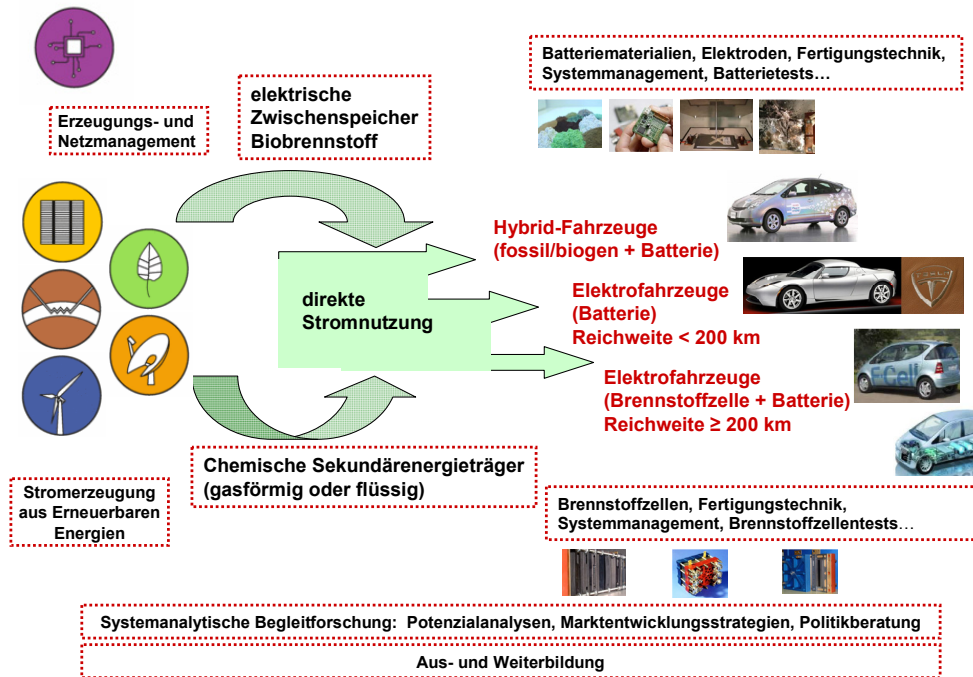 Batteriematerialien, Elektroden, Fertigungstechnik,
Systemmanagement, Batterietests…
elektrische
Zwischenspeicher
Biobrennstoff
Erzeugungs- und
Netzmanagement
Hybrid-Fahrzeuge
(fossil/biogen + Batterie)
direkte
Stromnutzung
Elektrofahrzeuge
(Batterie)
Reichweite < 200 km
TESLA
F-Cell
Elektrofahrzeuge
(Brennstoffzelle + Batterie)
Reichweite ≥ 200 km
Chemische Sekundärenergieträger
(gasförmig oder flüssig)
Stromerzeugung
aus Erneuerbaren
Energien
Brennstoffzellen, Fertigungstechnik,
Systemmanagement, Brennstoffzellentests…
Systemanalytische Begleitforschung: Potenzialanalysen, Marktentwicklungsstrategien, Politikberatung
Aus- und Weiterbildung